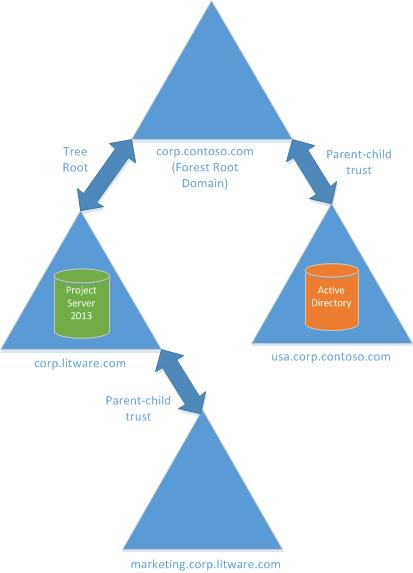 Tree
Root
corp.contoso.com
(Forest Root
Domain)
Parent-child
trust
Project
Server
2013
Active
Directory
corp.litware.com
usa.corp.contoso.com
Parent-child
trust
marketing.corp.litware.com